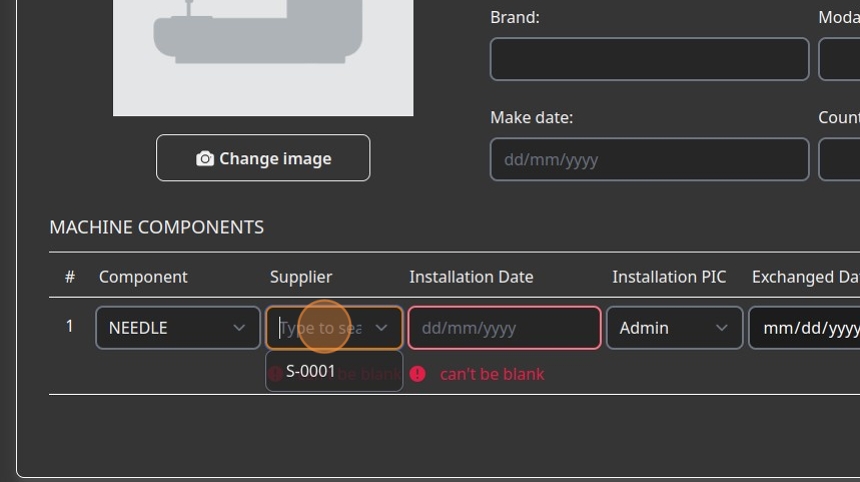 Brand:
Moda
Make date:
Count
dd/mm/yyyy
Change image
MACHINE COMPONENTS
# Component Supplier Installation Date Installation PIC Exchanged Da
1 NEEDLE Type to sea dd/mm/yyyy Admin mm/dd/yyyy
S-0001 be blank can't be blank